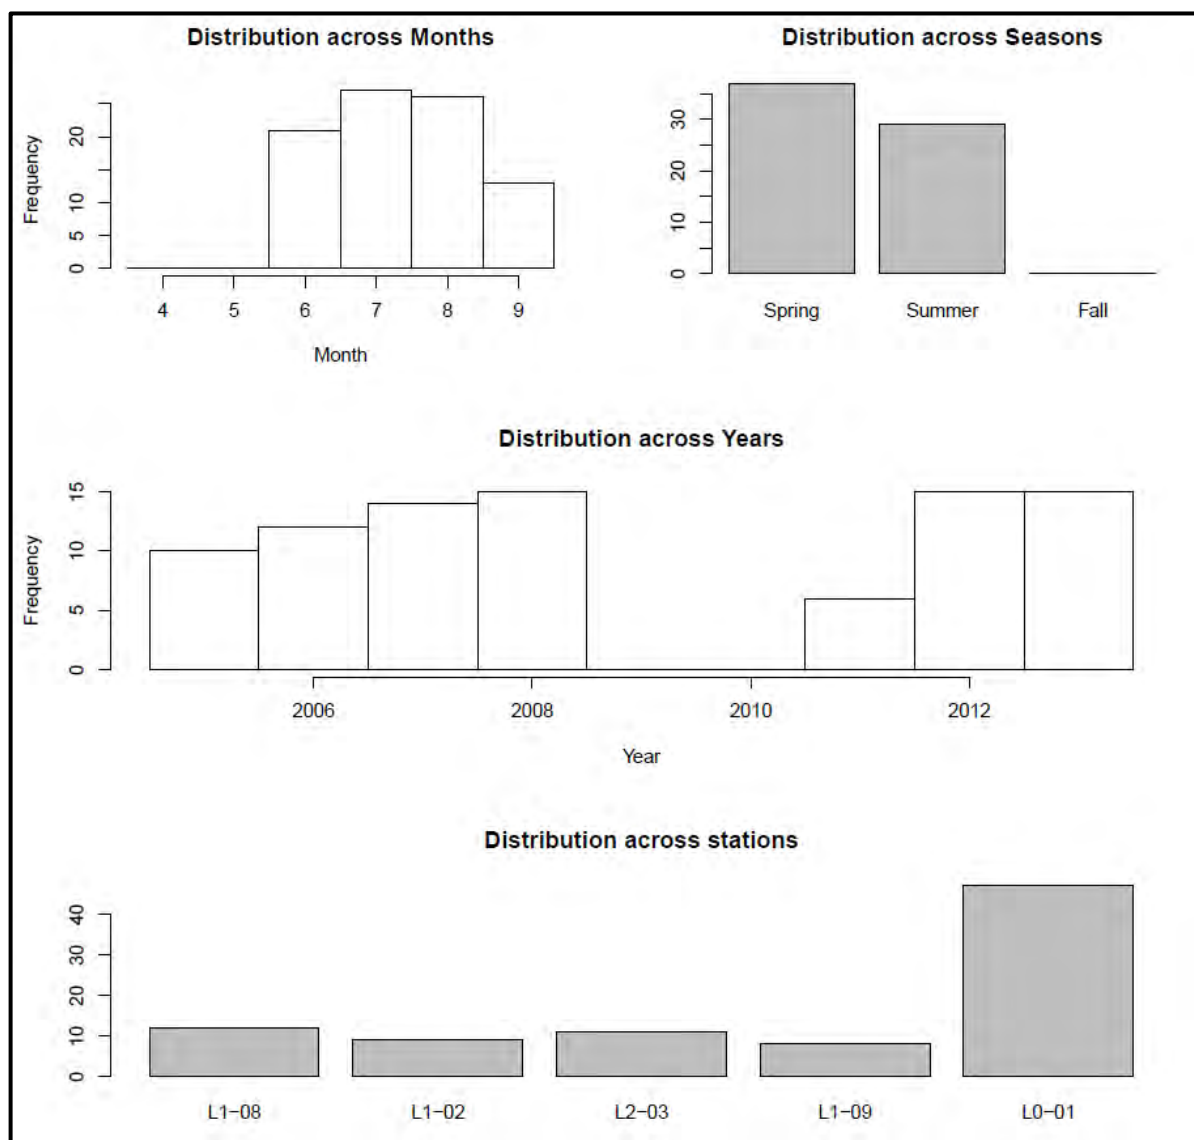 Distribution across Months
Frequency
20
10
5
0
4 5 6 7 8 9
Month
Distribution across Seasons
30
20
10
0
Spring Summer Fall
Distribution across Years
Frequency
15
10
5
0
2006 2008 2010 2012
Year
Distribution across stations
40
30
20
10
0
L1-08 L1-02 L2-03 L1-09 L0-01